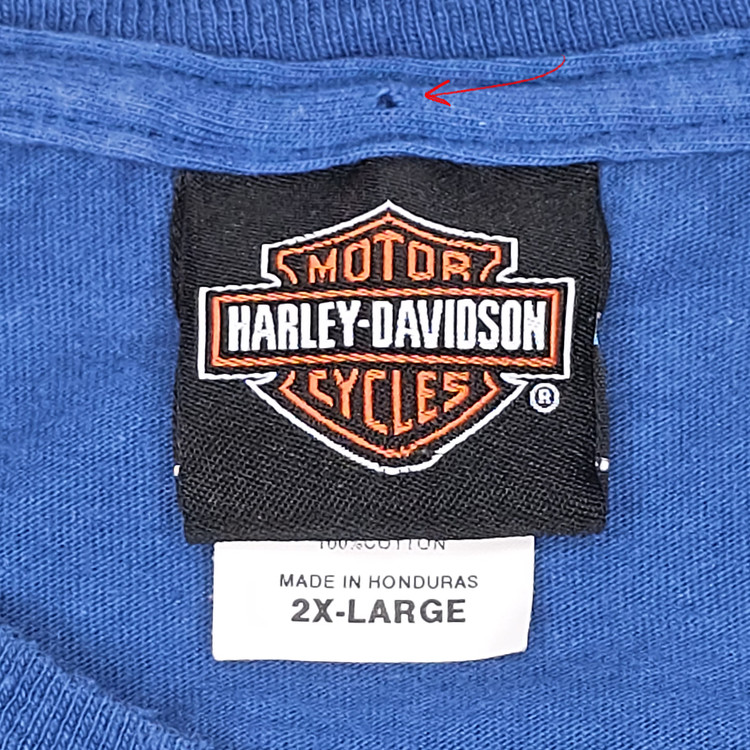 MOTOR
HARLEY-DAVIDSON
CYCLES
®
100% COTTON
MADE IN HONDURAS
2X-LARGE